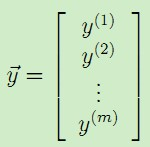 y⃗ = [ y^(1)
y^(2)
⋮
y^(m) ]